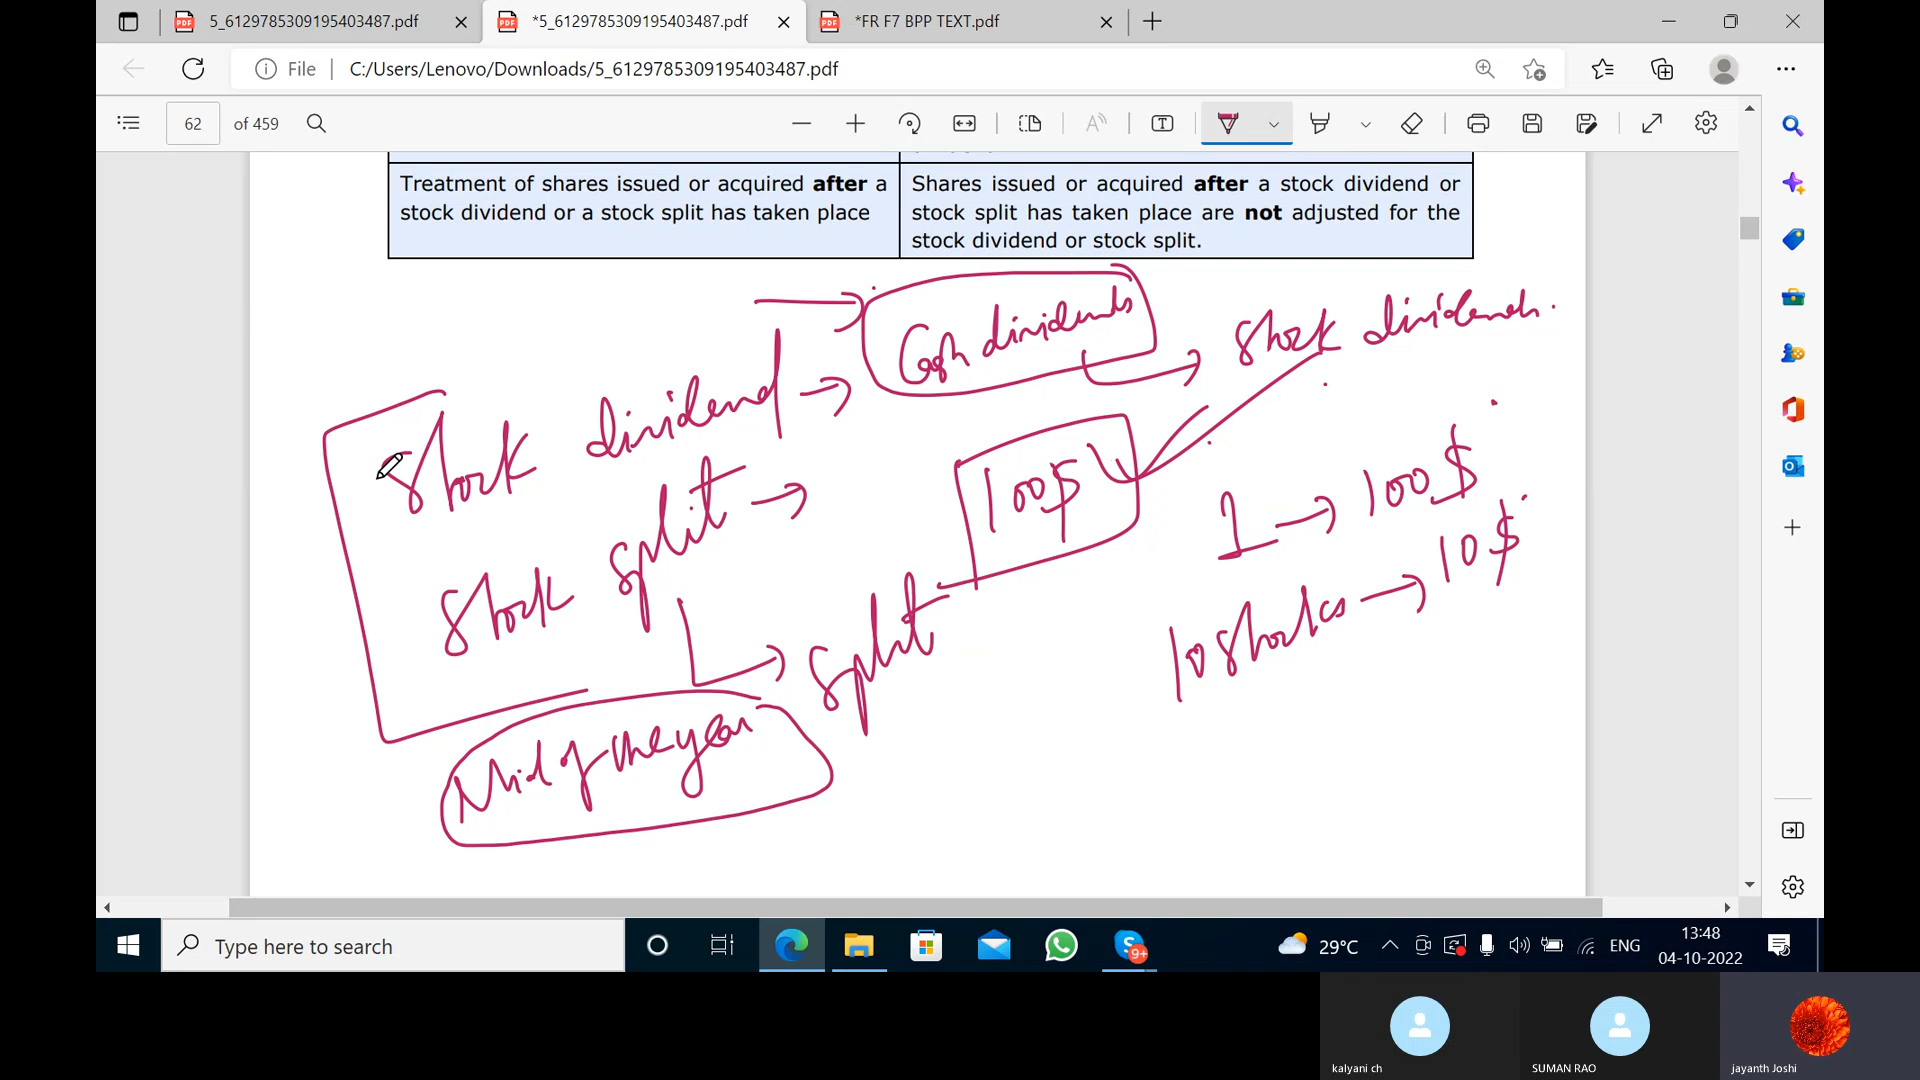 5_6129785309195403487.pdf
*5_6129785309195403487.pdf
*FR F7 BPP TEXT.pdf
File
C:/Users/Lenovo/Downloads/5_6129785309195403487.pdf
62 of 459
Treatment of shares issued or acquired after a
stock dividend or a stock split has taken place
Shares issued or acquired after a stock dividend or
stock split has taken place are not adjusted for the
stock dividend or stock split.
Cash dividends
Stock dividends.
Stock dividend
100$
1 → 100$
Stock split
split
10 Shares → 10$
Mid of the year
Type here to search
9+
29°C
ENG
13:48
04-10-2022
kalyani ch
SUMAN RAO
jayanth Joshi